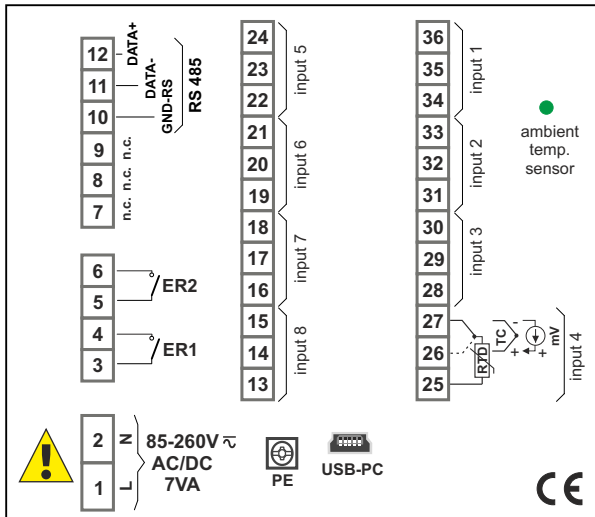 12
11
10
9
8
7
DATA+
DATA-
GND-RS
RS 485
n.c. n.c. n.c.
6
5
ER2
4
3
ER1
2
1
N
L
85-260V
AC/DC
7VA
PE
USB-PC
24
23
22
input 5
21
20
19
input 6
18
17
16
input 7
15
14
13
input 8
36
35
34
input 1
33
32
31
input 2
30
29
28
input 3
27
26
25
RTD
TC
- +
- +
mV
input 4
ambient
temp.
sensor
CE